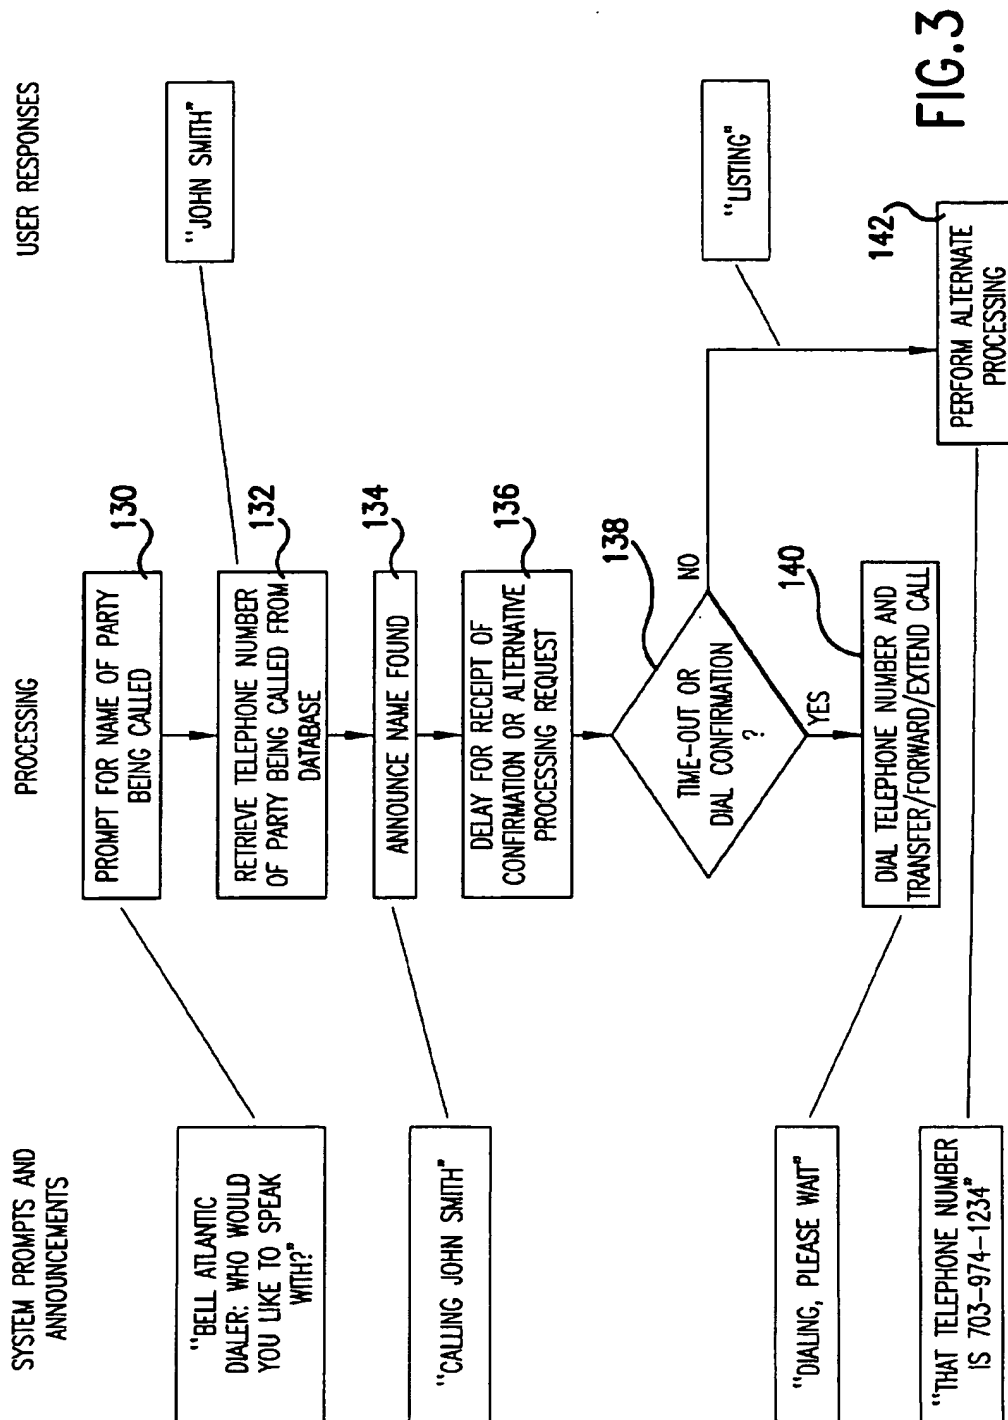 SYSTEM PROMPTS AND
ANNOUNCEMENTS
PROCESSING
USER RESPONSES
"BELL ATLANTIC
DIALER: WHO WOULD
YOU LIKE TO SPEAK
WITH?"
PROMPT FOR NAME OF PARTY
BEING CALLED
130
"JOHN SMITH"
RETRIEVE TELEPHONE NUMBER
OF PARTY BEING CALLED FROM
DATABASE
132
"CALLING JOHN SMITH"
ANNOUNCE NAME FOUND
134
DELAY FOR RECEIPT OF
CONFIRMATION OR ALTERNATIVE
PROCESSING REQUEST
136
TIME-OUT OR
DIAL CONFIRMATION
?
138
NO
YES
"LISTING"
"DIALING, PLEASE WAIT"
DIAL TELEPHONE NUMBER AND
TRANSFER/FORWARD/EXTEND CALL
140
"THAT TELEPHONE NUMBER
IS 703-974-1234"
PERFORM ALTERNATE
PROCESSING
142
FIG.3